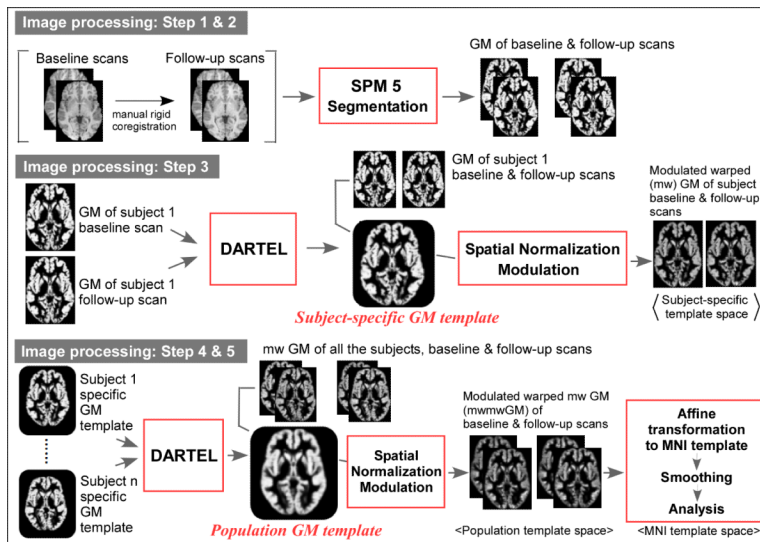 Image processing: Step 1 & 2
Baseline scans
Follow-up scans
manual rigid
coregistration
SPM 5
Segmentation
GM of baseline & follow-up scans
Image processing: Step 3
GM of subject 1
baseline scan
GM of subject 1
follow-up scan
DARTEL
GM of subject 1
baseline & follow-up scans
Subject-specific GM template
Spatial Normalization
Modulation
Modulated warped
(mw) GM of subject
baseline & follow-up
scans
Subject-specific
template space
Image processing: Step 4 & 5
mw GM of all the subjects, baseline & follow-up scans
Subject 1
specific
GM
template
Subject n
specific
GM
template
DARTEL
Population GM template
Spatial
Normalization
Modulation
Modulated warped mw GM
(mwmwGM) of
baseline & follow-up scans
<Population template space>
Affine
transformation
to MNI template
Smoothing
Analysis
<MNI template space>